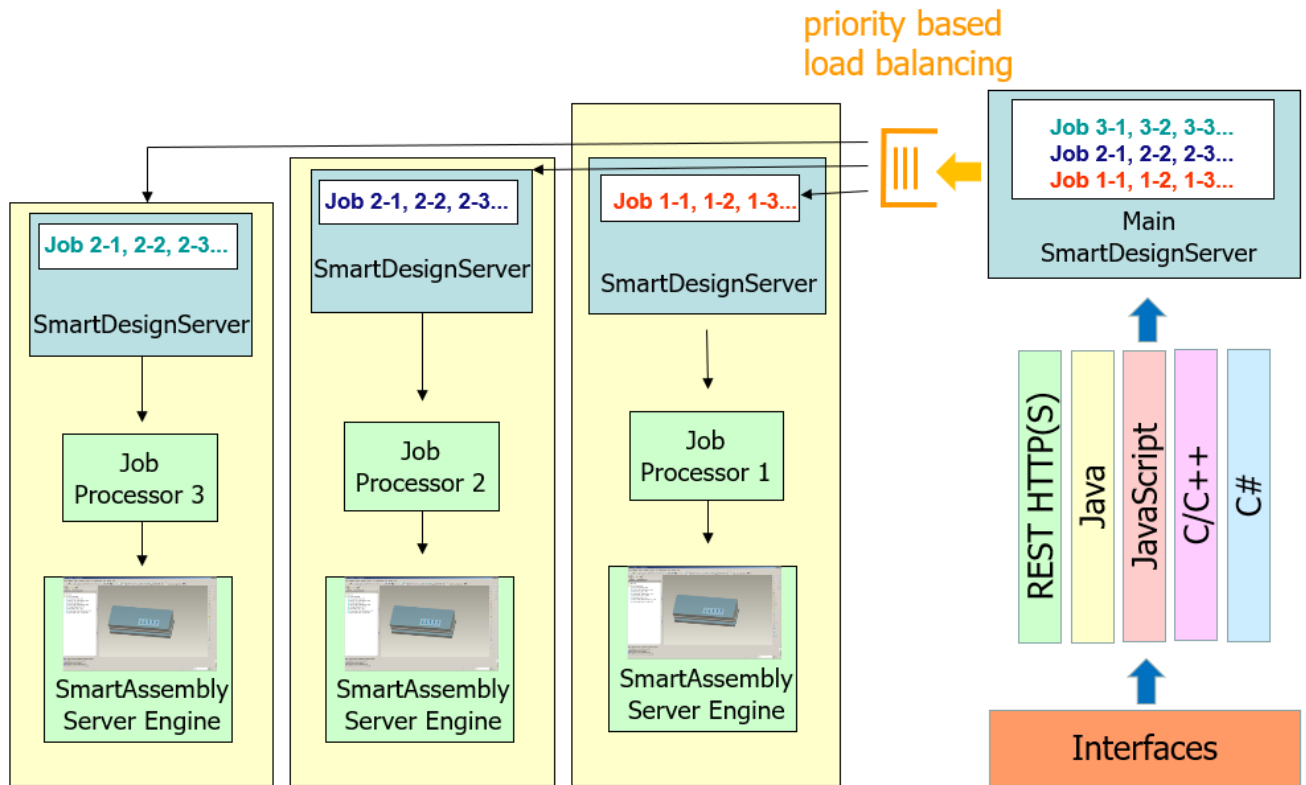 priority based
load balancing
Job 3-1, 3-2, 3-3...
Job 2-1, 2-2, 2-3...
Job 1-1, 1-2, 1-3...
Main
SmartDesignServer
Job 2-1, 2-2, 2-3...
SmartDesignServer
Job
Processor 3
SmartAssembly
Server Engine
Job 2-1, 2-2, 2-3...
SmartDesignServer
Job
Processor 2
SmartAssembly
Server Engine
Job 1-1, 1-2, 1-3...
SmartDesignServer
Job
Processor 1
SmartAssembly
Server Engine
REST HTTP(S)
Java
JavaScript
C/C++
C#
Interfaces